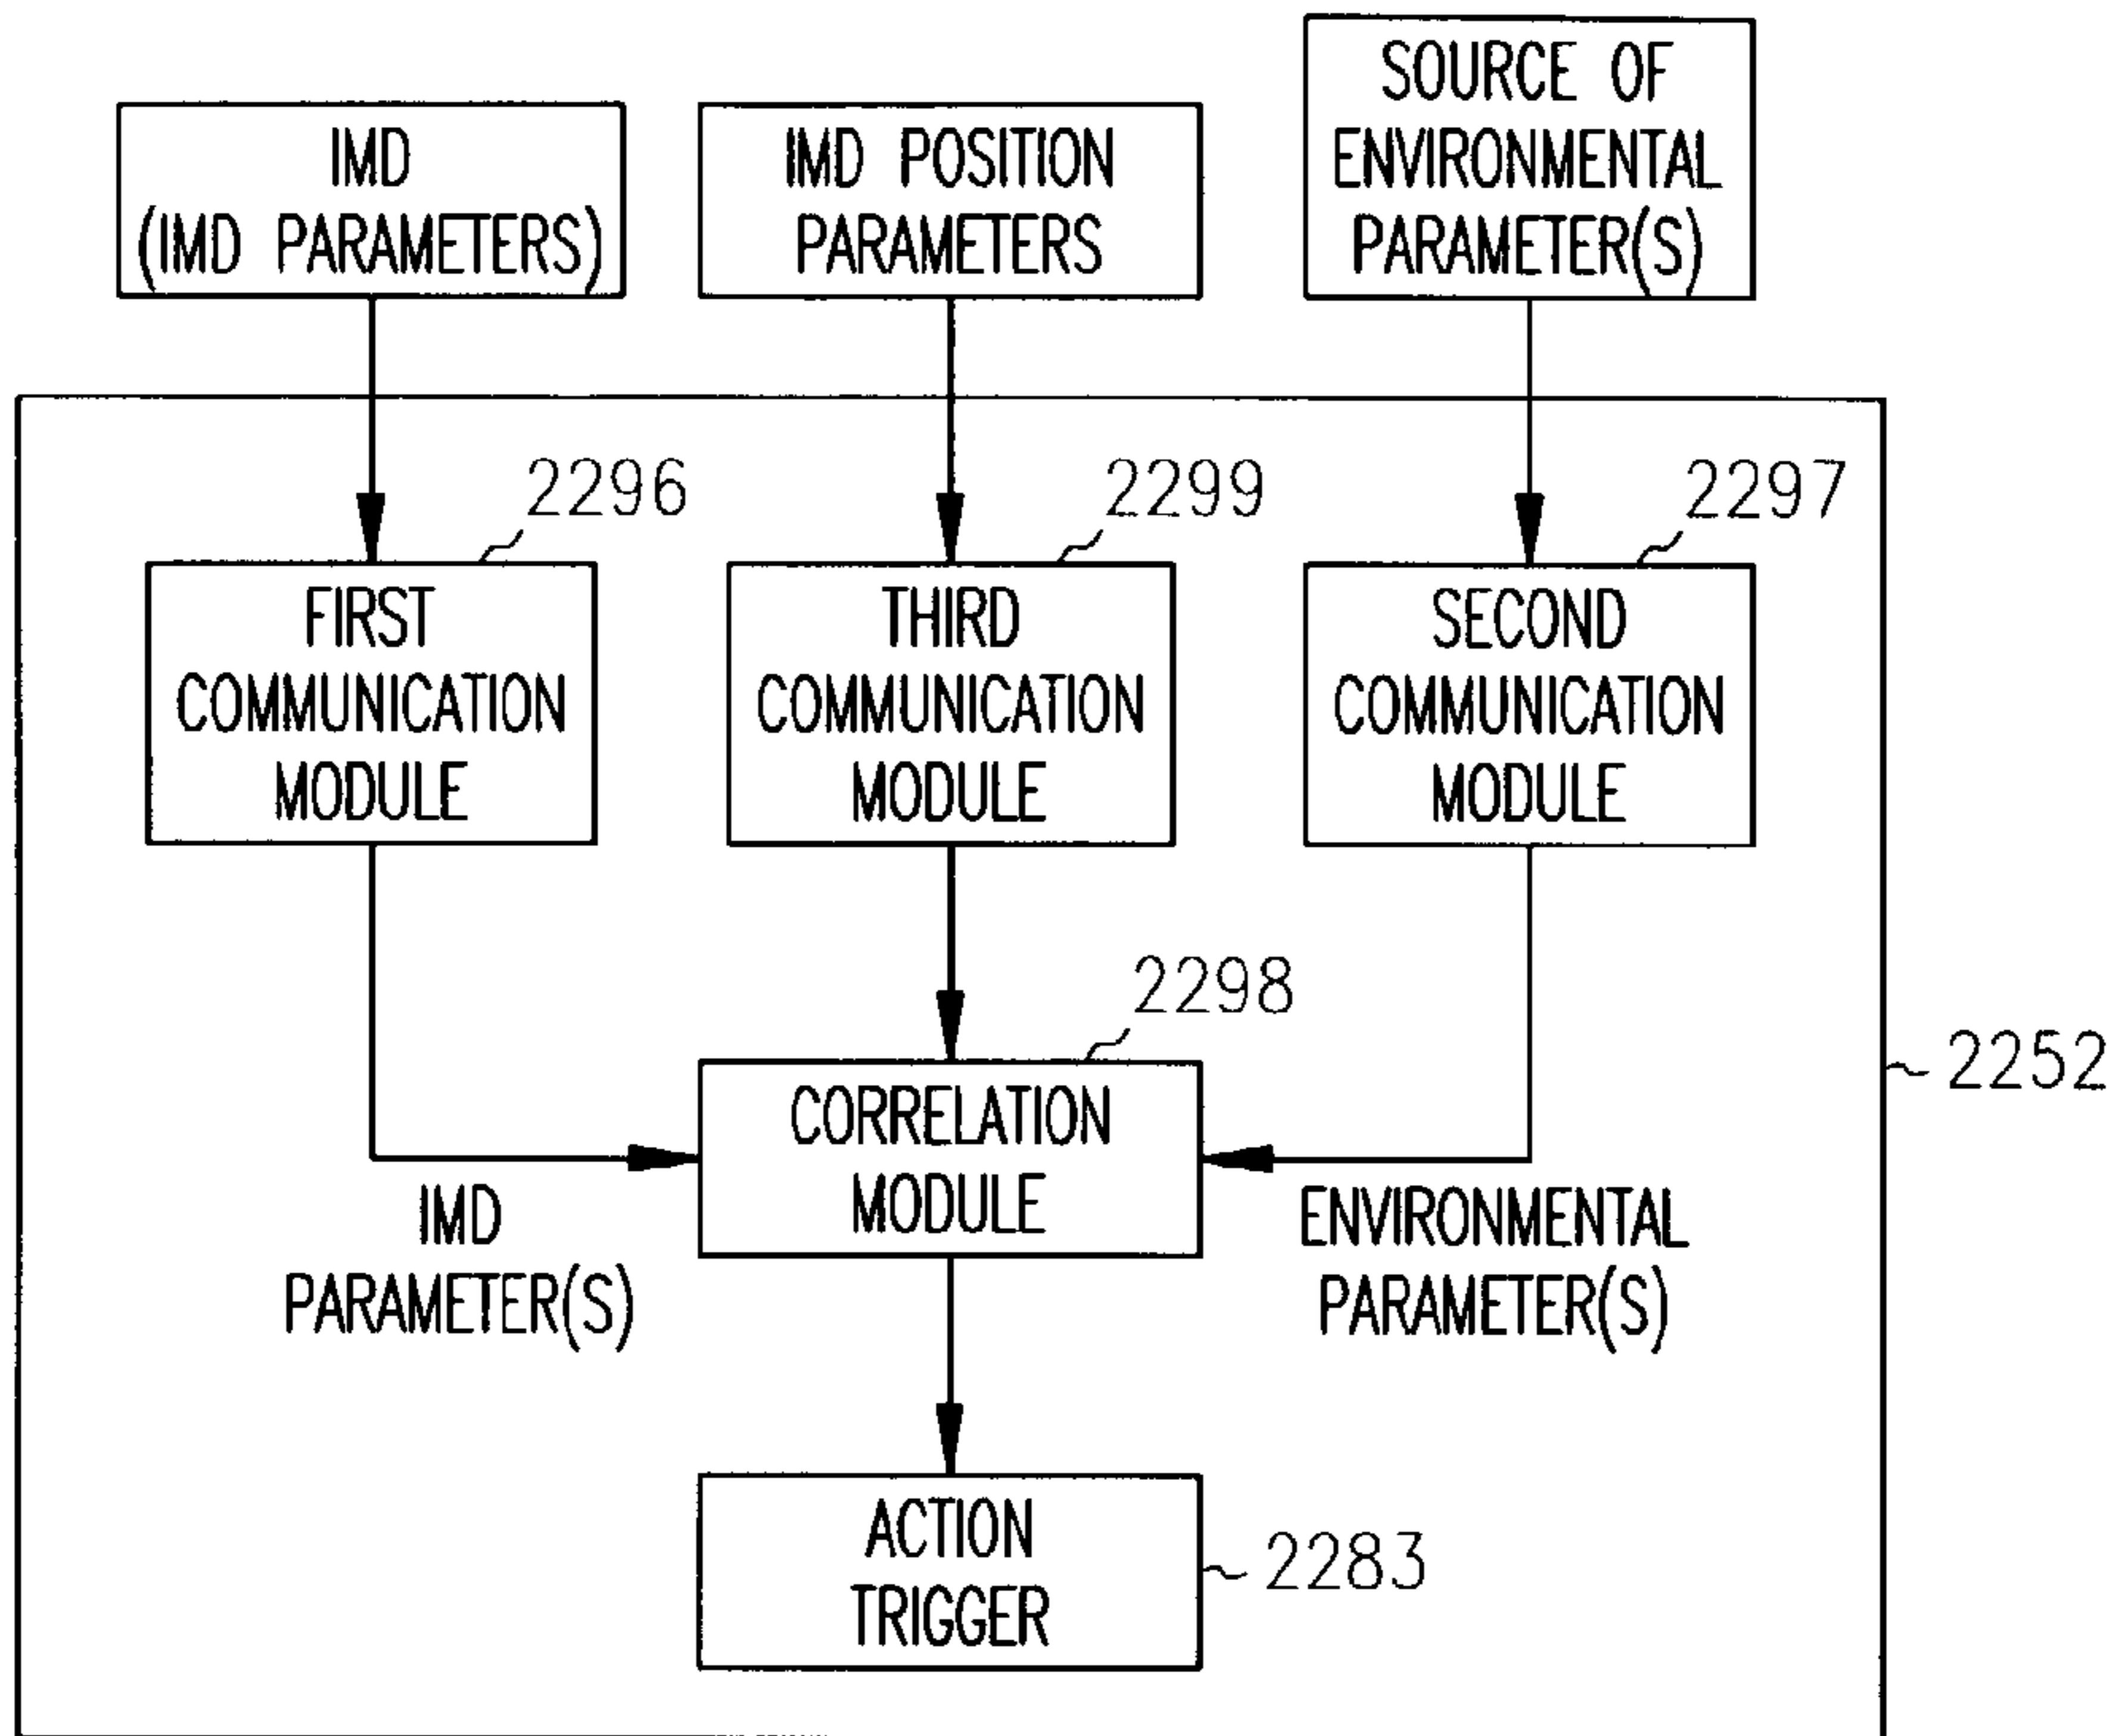 IMD
(IMD PARAMETERS)
IMD POSITION
PARAMETERS
SOURCE OF
ENVIRONMENTAL
PARAMETER(S)
2296
2299
2297
FIRST
COMMUNICATION
MODULE
THIRD
COMMUNICATION
MODULE
SECOND
COMMUNICATION
MODULE
2298
CORRELATION
MODULE
2252
IMD
PARAMETER(S)
ENVIRONMENTAL
PARAMETER(S)
ACTION
TRIGGER
2283